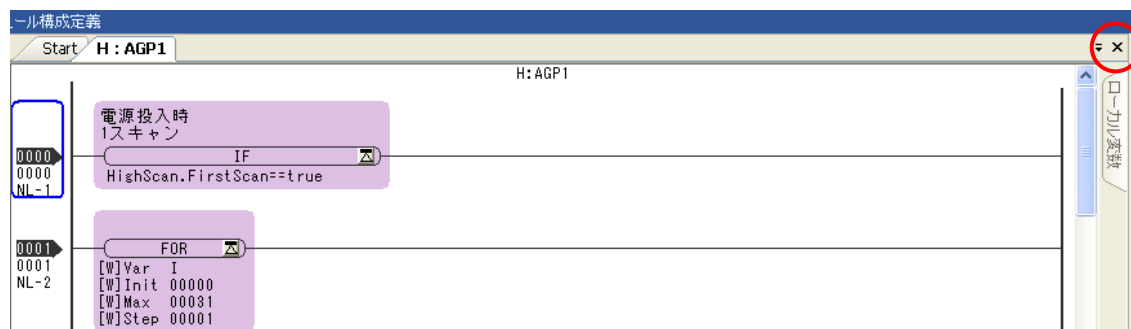 ール構成定義
Start H:AGP1
H:AGP1
ローカル変数
電源投入時
1スキャン
IF
HighScan.FirstScan==true
0000
0000
NL-1
FOR
[W]Var I
[W]Init 00000
[W]Max 00031
[W]Step 00001
0001
0001
NL-2